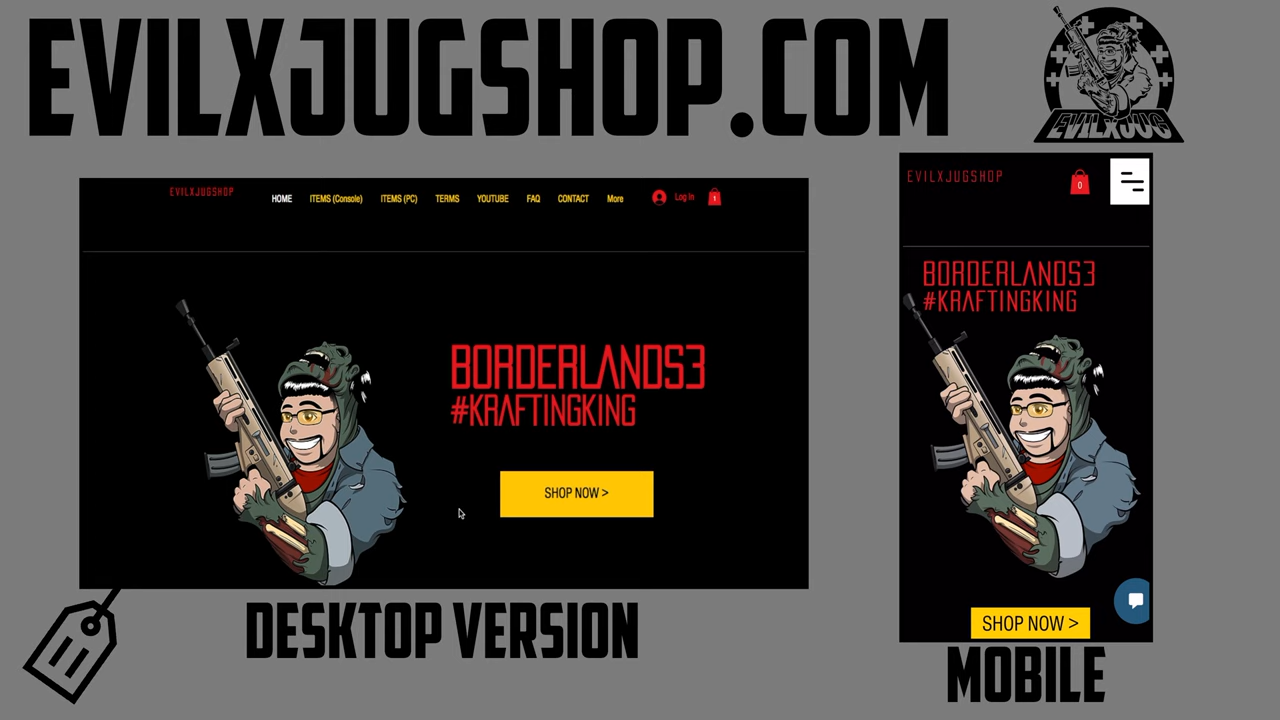 EVILXJUGSHOP.COM
EVILXJUG
EVILXJUGSHOP
HOME ITEMS (Console) ITEMS (PC) TERMS YOUTUBE FAQ CONTACT More Log In 1
BORDERLANDS3
#KRAFTINGKING
SHOP NOW >
DESKTOP VERSION
EVILXJUGSHOP 0
BORDERLANDS3
#KRAFTINGKING
SHOP NOW >
MOBILE